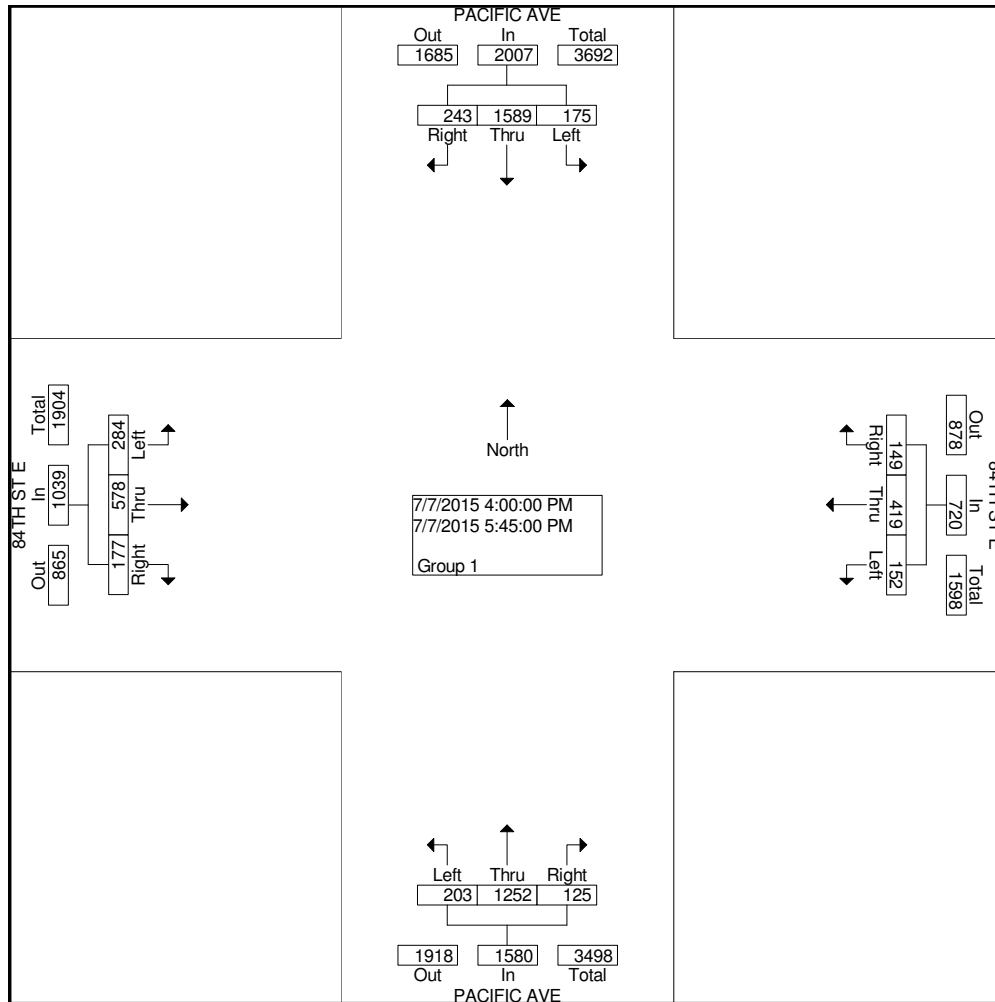 PACIFIC AVE
Out In Total
1685 2007 3692
243 1589 175
Right Thru Left
84TH ST E
Total In Out
1904 1039 865
284 578 177
Left Thru Right
North
7/7/2015 4:00:00 PM
7/7/2015 5:45:00 PM
Group 1
Right Thru Left
149 419 152
878 720 1598
Out In Total
84TH ST E
Left Thru Right
203 1252 125
1918 1580 3498
Out In Total
PACIFIC AVE